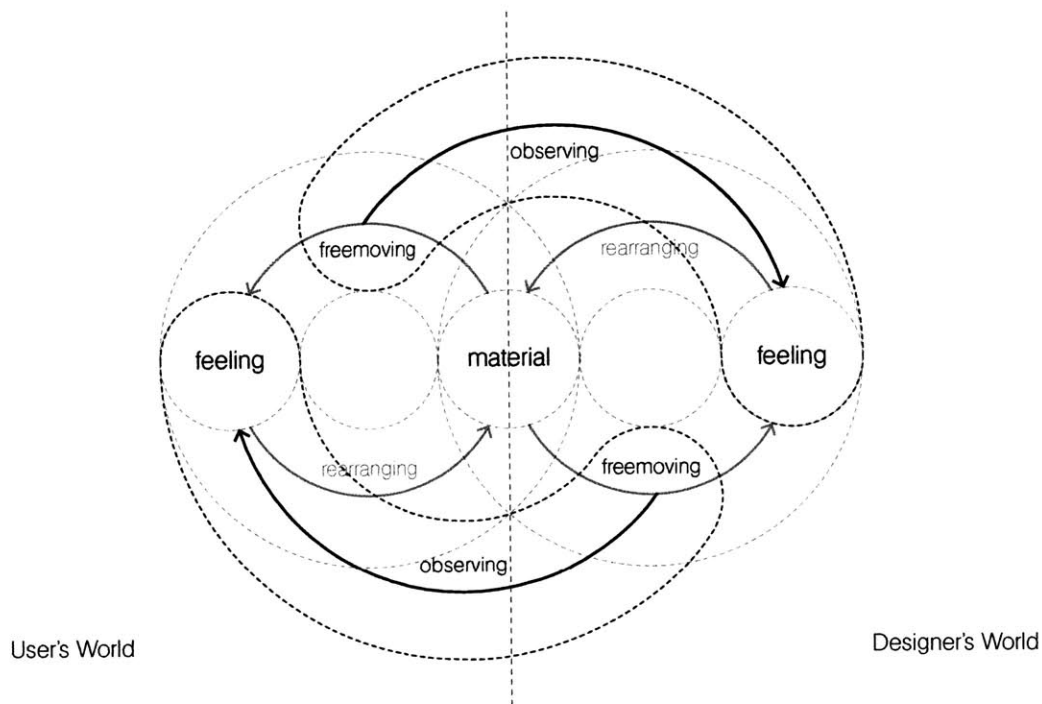 observing
freemoving
rearranging
feeling
material
feeling
rearranging
freemoving
observing
User's World
Designer's World